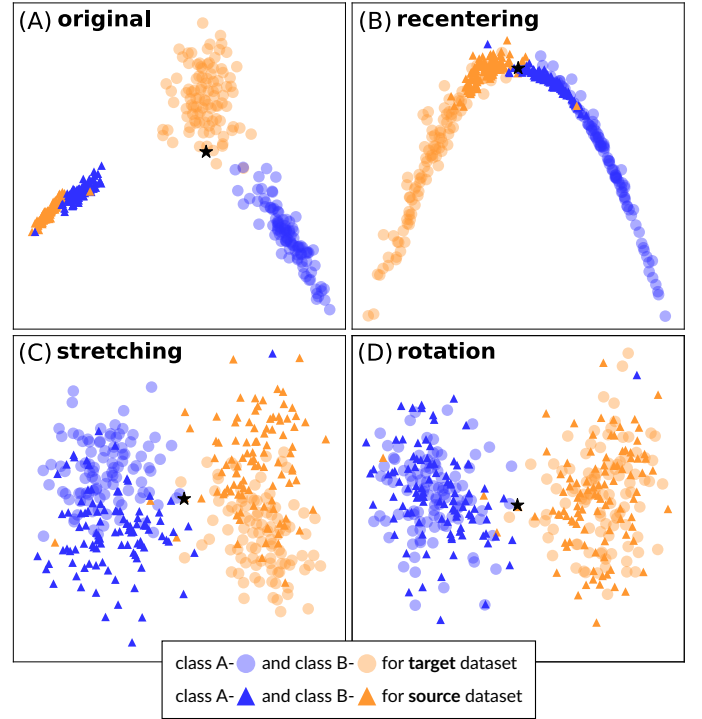 (A) original
(B) recentering
(C) stretching
(D) rotation
class A- and class B- for target dataset
class A- and class B- for source dataset